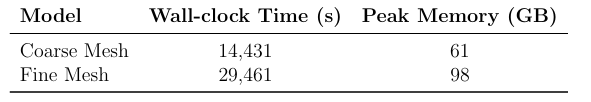 Model Wall-clock Time (s) Peak Memory (GB)
Coarse Mesh 14,431 61
Fine Mesh 29,461 98